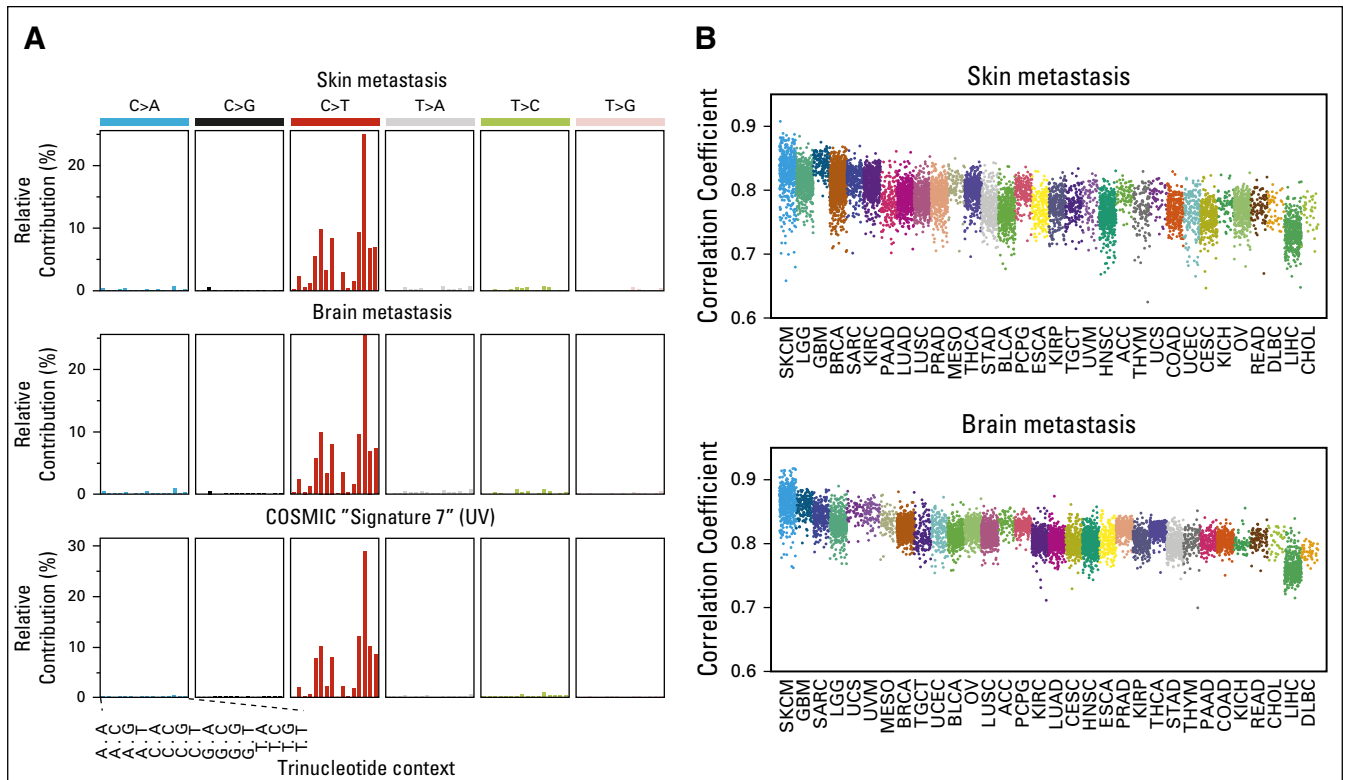 A
Skin metastasis
C>A C>G C>T T>A T>C T>G
Relative
Contribution (%)
20
10
0
Brain metastasis
Relative
Contribution (%)
20
10
0
COSMIC "Signature 7" (UV)
Relative
Contribution (%)
30
20
10
0
A.A A.C A.G A.T C.A C.C C.G C.T G.A G.C G.G G.T T.A T.C T.G T.T
Trinucleotide context
B
Skin metastasis
Correlation Coefficient
0.9
0.8
0.7
0.6
SKCM LGG GBM BRCA SARC KIRC PAAD LUAD LUSC PRAD MESO THCA STAD BLCA PCPG ESCA KIRP TGCT UVM HNSC ACC THYM UCS COAD UCEC CESC KICH OV READ DLBC LIHC CHOL
Brain metastasis
Correlation Coefficient
0.9
0.8
0.7
0.6
SKCM GBM SARC LGG UCS UVM MESO BRCA TGCT UCEC BLCA OV LUSC ACC PCPG KIRC LUAD CESC HNSC ESCA PRAD KIRP THCA STAD THYM PAAD COAD KICH READ CHOL LIHC DLBC